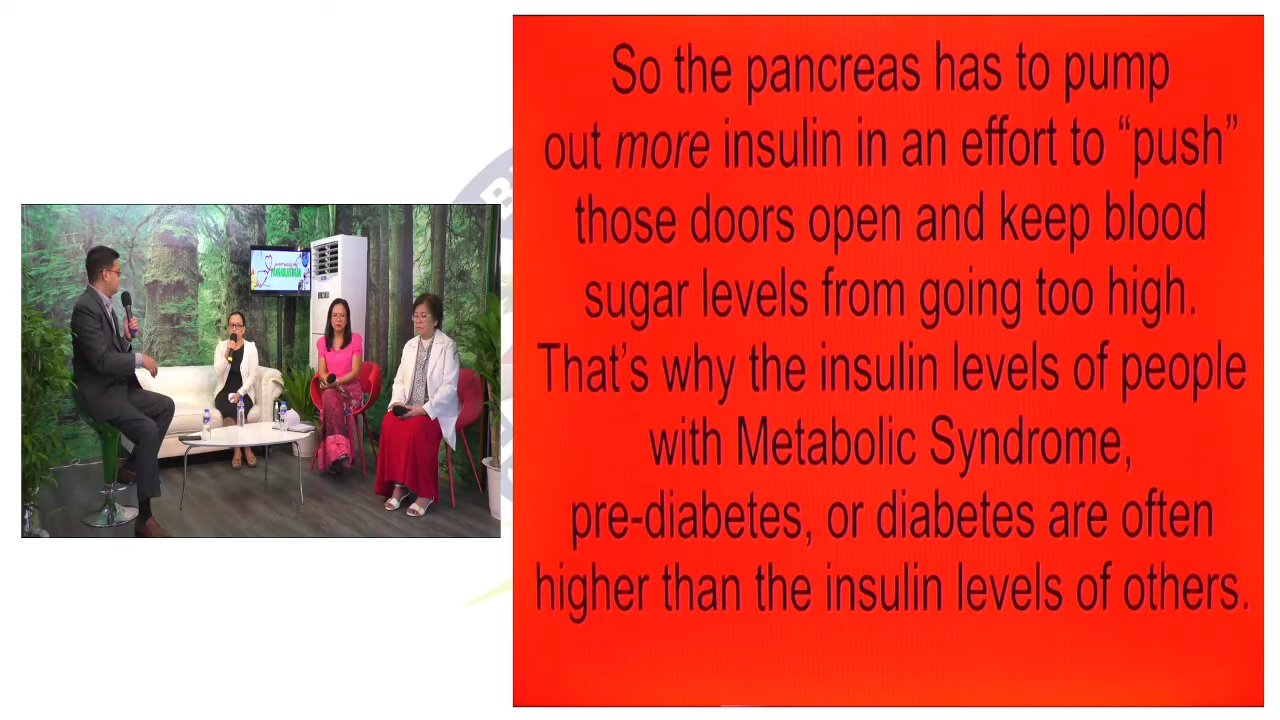 So the pancreas has to pump
out more insulin in an effort to “push”
those doors open and keep blood
sugar levels from going too high.
That’s why the insulin levels of people
with Metabolic Syndrome,
pre-diabetes, or diabetes are often
higher than the insulin levels of others.